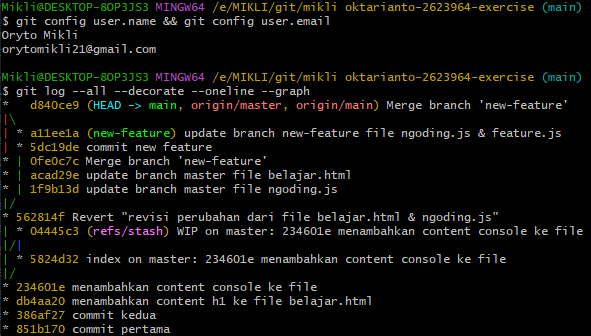 Mikli@DESKTOP-8OP3JS3 MINGW64 /e/MIKLI/git/mikli oktarianto-2623964-exercise (main)
$ git config user.name && git config user.email
Oryto Mikli
orytomikli21@gmail.com

Mikli@DESKTOP-8OP3JS3 MINGW64 /e/MIKLI/git/mikli oktarianto-2623964-exercise (main)
$ git log --all --decorate --oneline --graph
*   d840ce9 (HEAD -> main, origin/master, origin/main) Merge branch 'new-feature'
|\
| * a11ee1a (new-feature) update branch new-feature file ngoding.js & feature.js
| * 5dc19de commit new feature
* | 0fe0c7c Merge branch 'new-feature'
* | acad29e update branch master file belajar.html
* | 1f9b13d update branch master file ngoding.js
|/
* 562814f Revert "revisi perubahan dari file belajar.html & ngoding.js"
| * 04445c3 (refs/stash) WIP on master: 234601e menambahkan content console ke file
|/|
| * 5824d32 index on master: 234601e menambahkan content console ke file
|/
* 234601e menambahkan content console ke file
* db4aa20 menambahkan content h1 ke file belajar.html
* 386af27 commit kedua
* 851b170 commit pertama